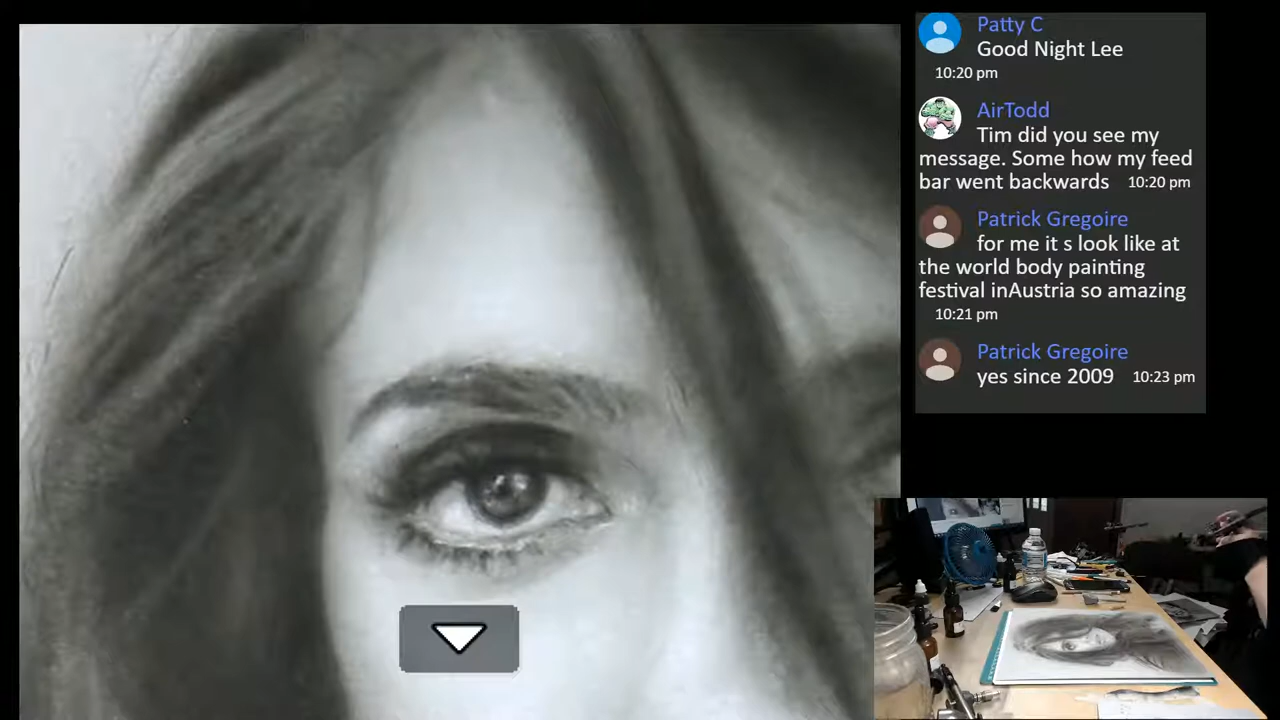 Patty C
Good Night Lee
10:20 pm
AirTodd
Tim did you see my
message. Some how my feed
bar went backwards 10:20 pm
Patrick Gregoire
for me it s look like at
the world body painting
festival inAustria so amazing
10:21 pm
Patrick Gregoire
yes since 2009 10:23 pm